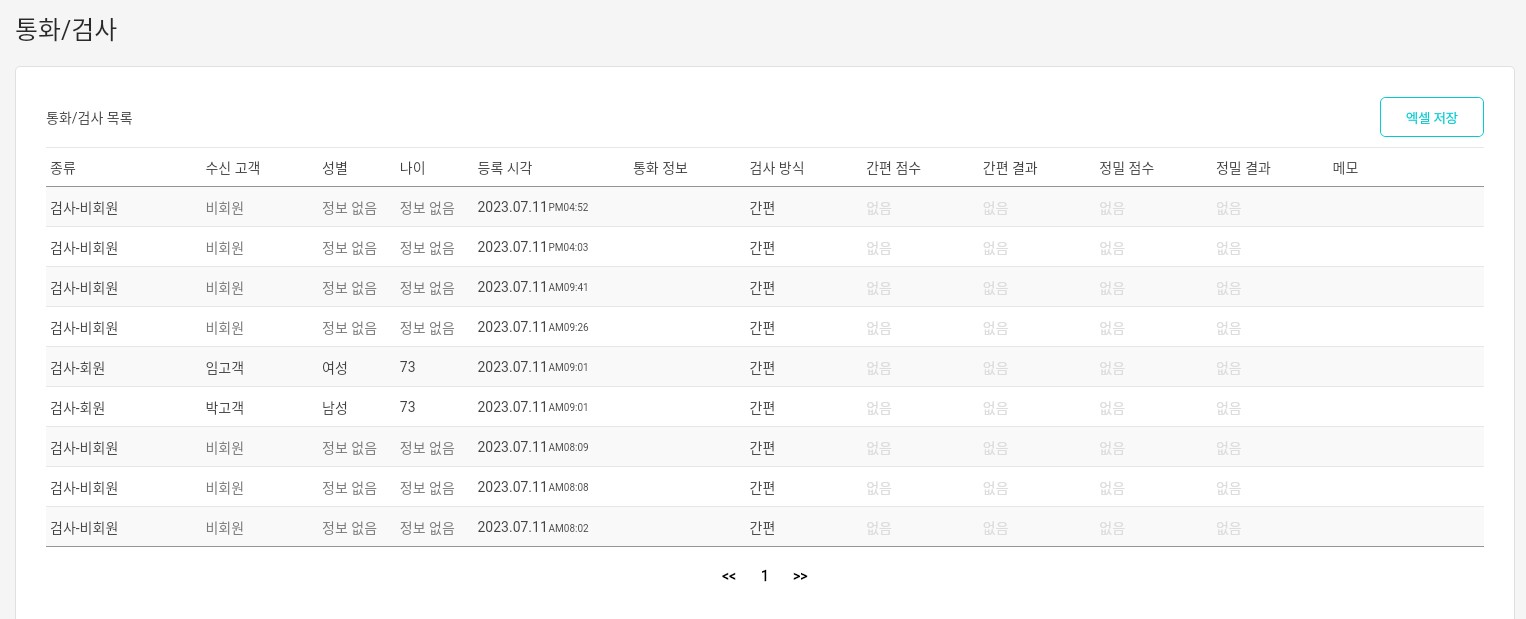 통화/검사
통화/검사 목록
엑셀 저장
종류 수신 고객 성별 나이 등록 시각 통화 정보 검사 방식 간편 점수 간편 결과 정밀 점수 정밀 결과 메모
검사-비회원 비회원 정보 없음 정보 없음 2023.07.11PM04:52 간편 없음 없음 없음 없음
검사-비회원 비회원 정보 없음 정보 없음 2023.07.11PM04:03 간편 없음 없음 없음 없음
검사-비회원 비회원 정보 없음 정보 없음 2023.07.11AM09:41 간편 없음 없음 없음 없음
검사-비회원 비회원 정보 없음 정보 없음 2023.07.11AM09:26 간편 없음 없음 없음 없음
검사-회원 임고객 여성 73 2023.07.11AM09:01 간편 없음 없음 없음 없음
검사-회원 박고객 남성 73 2023.07.11AM09:01 간편 없음 없음 없음 없음
검사-비회원 비회원 정보 없음 정보 없음 2023.07.11AM08:09 간편 없음 없음 없음 없음
검사-비회원 비회원 정보 없음 정보 없음 2023.07.11AM08:08 간편 없음 없음 없음 없음
검사-비회원 비회원 정보 없음 정보 없음 2023.07.11AM08:02 간편 없음 없음 없음 없음
<< 1 >>